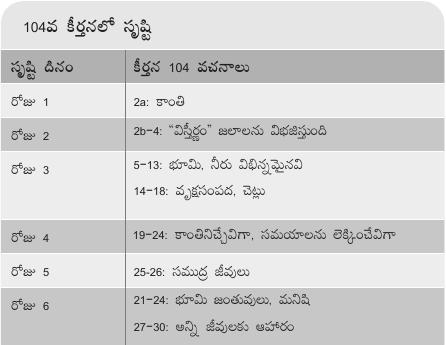 104వ కీర్తనలో సృష్టి
సృష్టి దినం కీర్తన 104 వచనాలు
రోజు 1 2a: కాంతి
రోజు 2 2b–4: “విస్తీర్ణం” జలాలను విభజిస్తుంది
రోజు 3 5–13: భూమి, నీరు విభిన్నమైనవి
14–18: వృక్షసంపద, చెట్లు
రోజు 4 19–24: కాంతినిచ్చేవిగా, సమయాలను లెక్కించేవిగా
రోజు 5 25-26: సముద్ర జీవులు
రోజు 6 21–24: భూమి జంతువులు, మనిషి
27–30: అన్ని జీవులకు ఆహారం